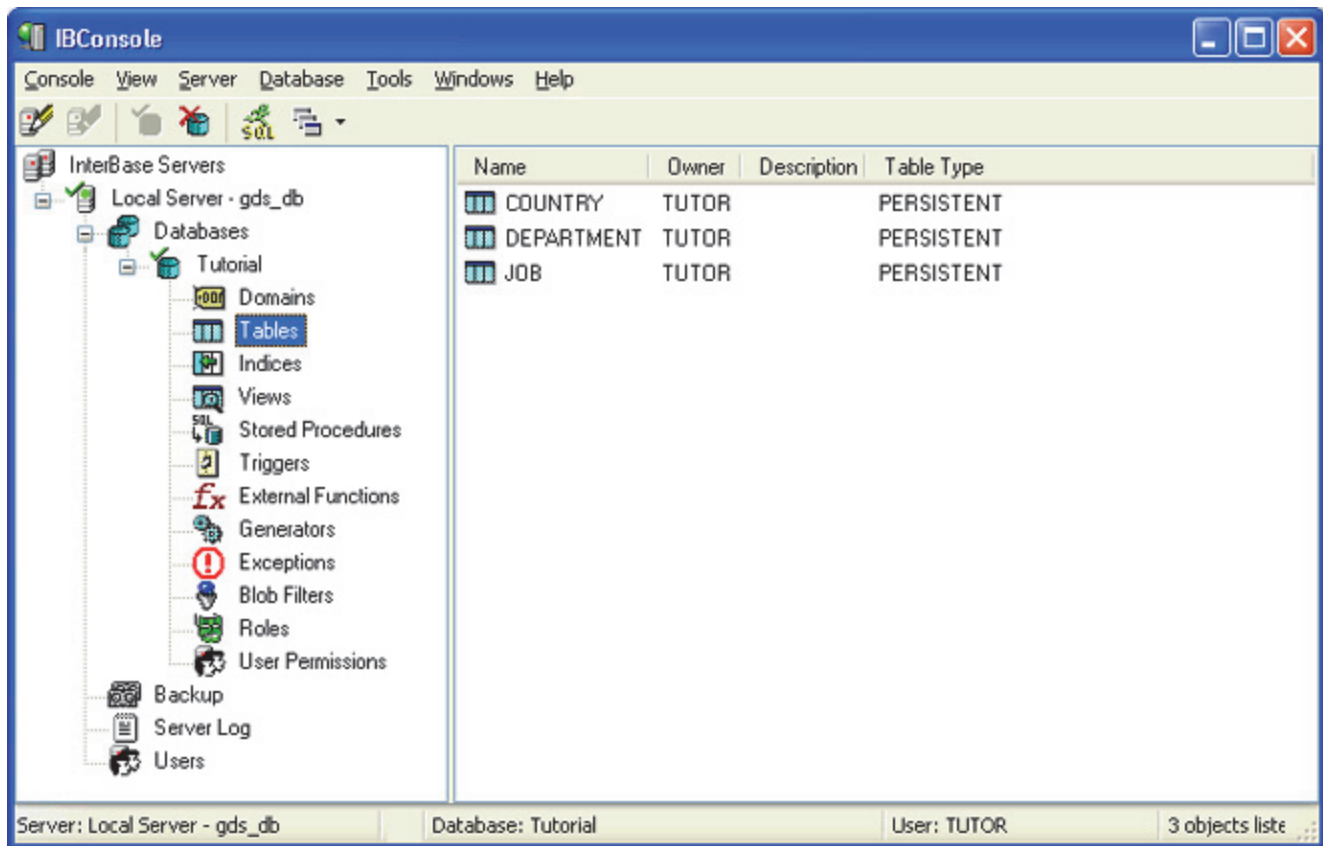 IBConsole
Console View Server Database Tools Windows Help
SQL
InterBase Servers
Local Server - gds_db
Databases
Tutorial
Domains
Tables
Indices
Views
Stored Procedures
Triggers
External Functions
Generators
Exceptions
Blob Filters
Roles
User Permissions
Backup
Server Log
Users
Name Owner Description Table Type
COUNTRY TUTOR PERSISTENT
DEPARTMENT TUTOR PERSISTENT
JOB TUTOR PERSISTENT
Server: Local Server - gds_db Database: Tutorial User: TUTOR 3 objects liste